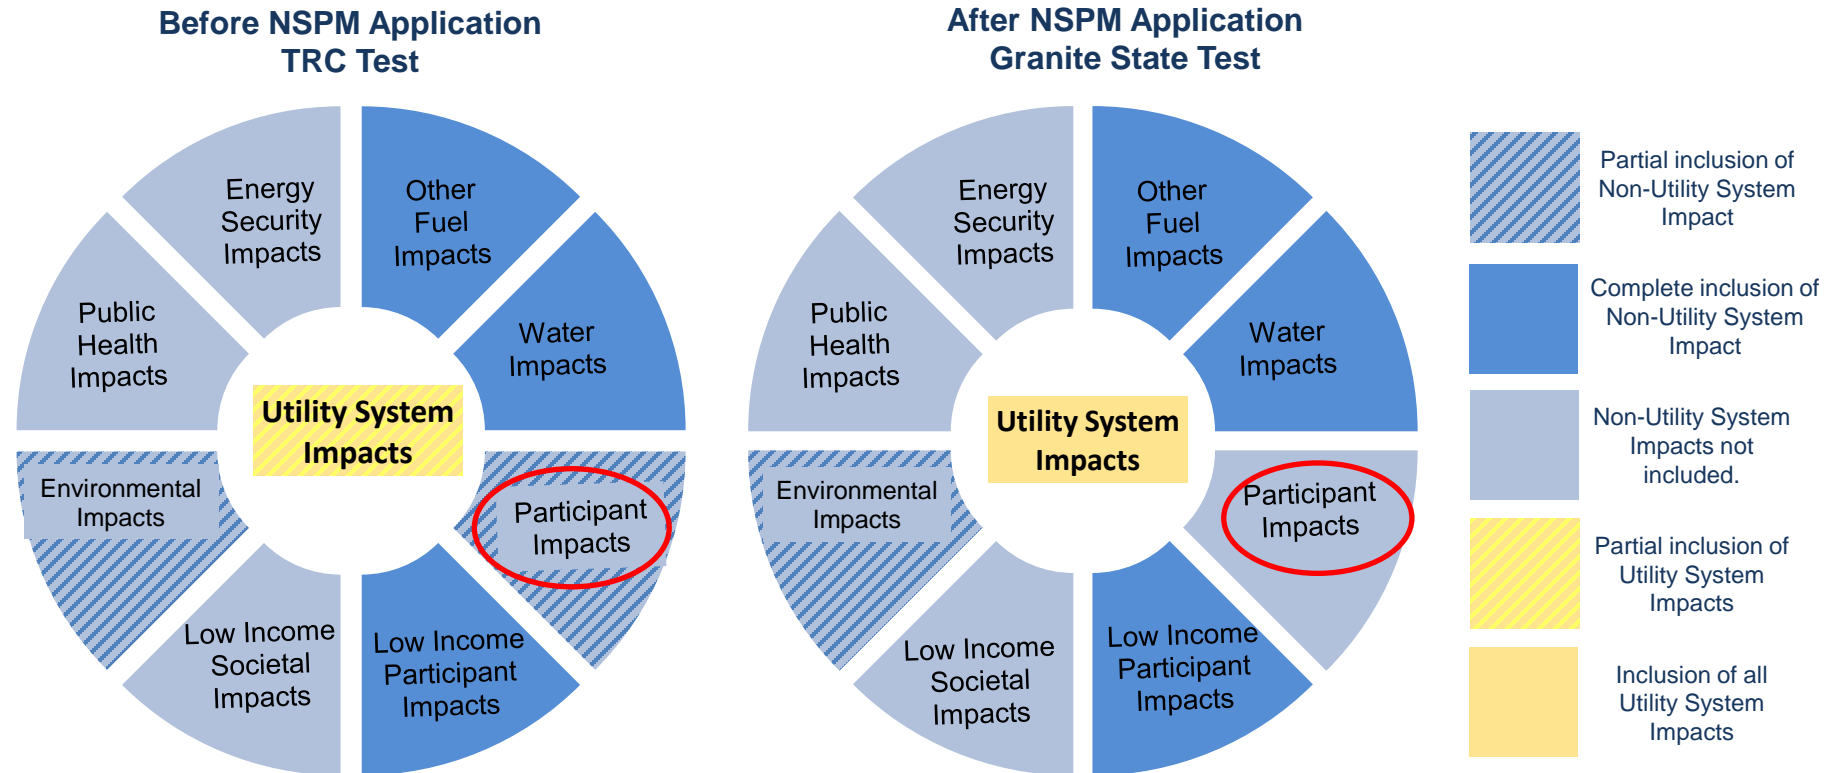 Before NSPM Application
TRC Test
Energy
Security
Impacts
Other
Fuel
Impacts
Public
Health
Impacts
Water
Impacts
Utility System
Impacts
Environmental
Impacts
Participant
Impacts
Low Income
Societal
Impacts
Low Income
Participant
Impacts
After NSPM Application
Granite State Test
Energy
Security
Impacts
Other
Fuel
Impacts
Public
Health
Impacts
Water
Impacts
Utility System
Impacts
Environmental
Impacts
Participant
Impacts
Low Income
Societal
Impacts
Low Income
Participant
Impacts
Partial inclusion of
Non-Utility System
Impact
Complete inclusion of
Non-Utility System
Impact
Non-Utility System
Impacts not
included.
Partial inclusion of
Utility System
Impacts
Inclusion of all
Utility System
Impacts